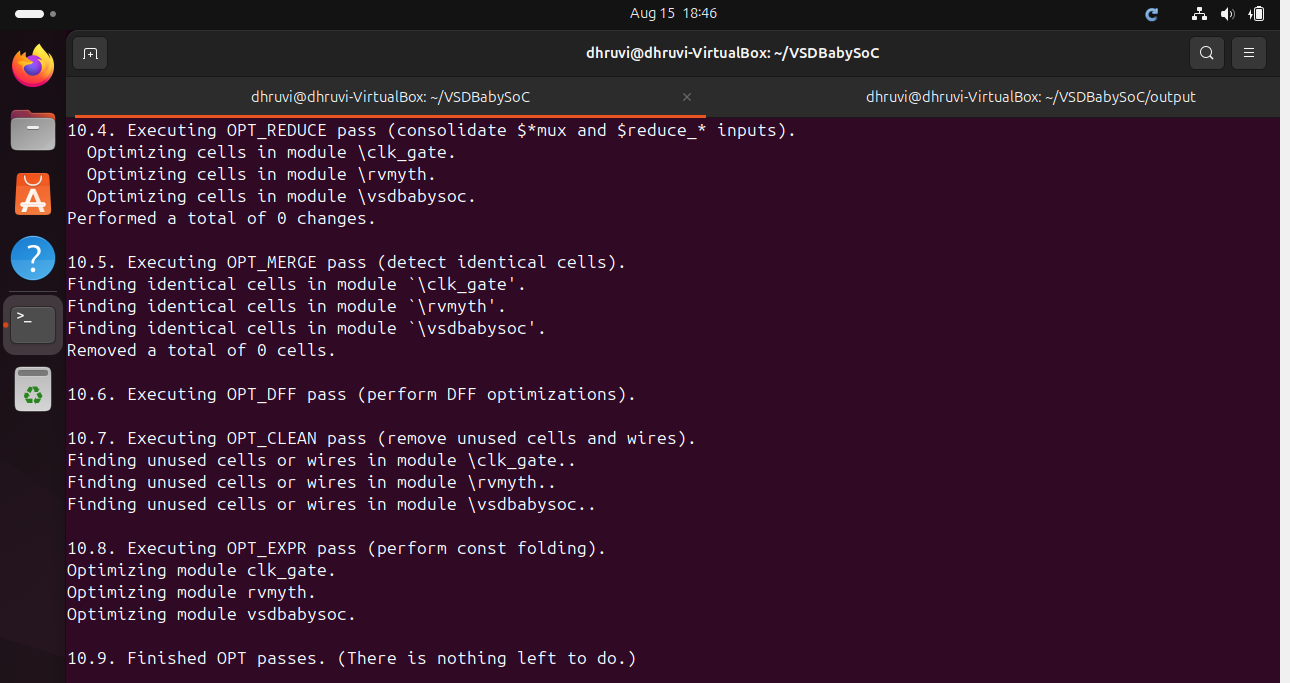 Aug 15 18:46
dhruvi@dhruvi-VirtualBox: ~/VSDBabySoC
dhruvi@dhruvi-VirtualBox: ~/VSDBabySoC
dhruvi@dhruvi-VirtualBox: ~/VSDBabySoC/output
10.4. Executing OPT_REDUCE pass (consolidate $*mux and $reduce_* inputs).
  Optimizing cells in module \clk_gate.
  Optimizing cells in module \rvmyth.
  Optimizing cells in module \vsdbabysoc.
Performed a total of 0 changes.
10.5. Executing OPT_MERGE pass (detect identical cells).
Finding identical cells in module `\clk_gate'.
Finding identical cells in module `\rvmyth'.
Finding identical cells in module `\vsdbabysoc'.
Removed a total of 0 cells.
10.6. Executing OPT_DFF pass (perform DFF optimizations).
10.7. Executing OPT_CLEAN pass (remove unused cells and wires).
Finding unused cells or wires in module \clk_gate..
Finding unused cells or wires in module \rvmyth..
Finding unused cells or wires in module \vsdbabysoc..
10.8. Executing OPT_EXPR pass (perform const folding).
Optimizing module clk_gate.
Optimizing module rvmyth.
Optimizing module vsdbabysoc.
10.9. Finished OPT passes. (There is nothing left to do.)